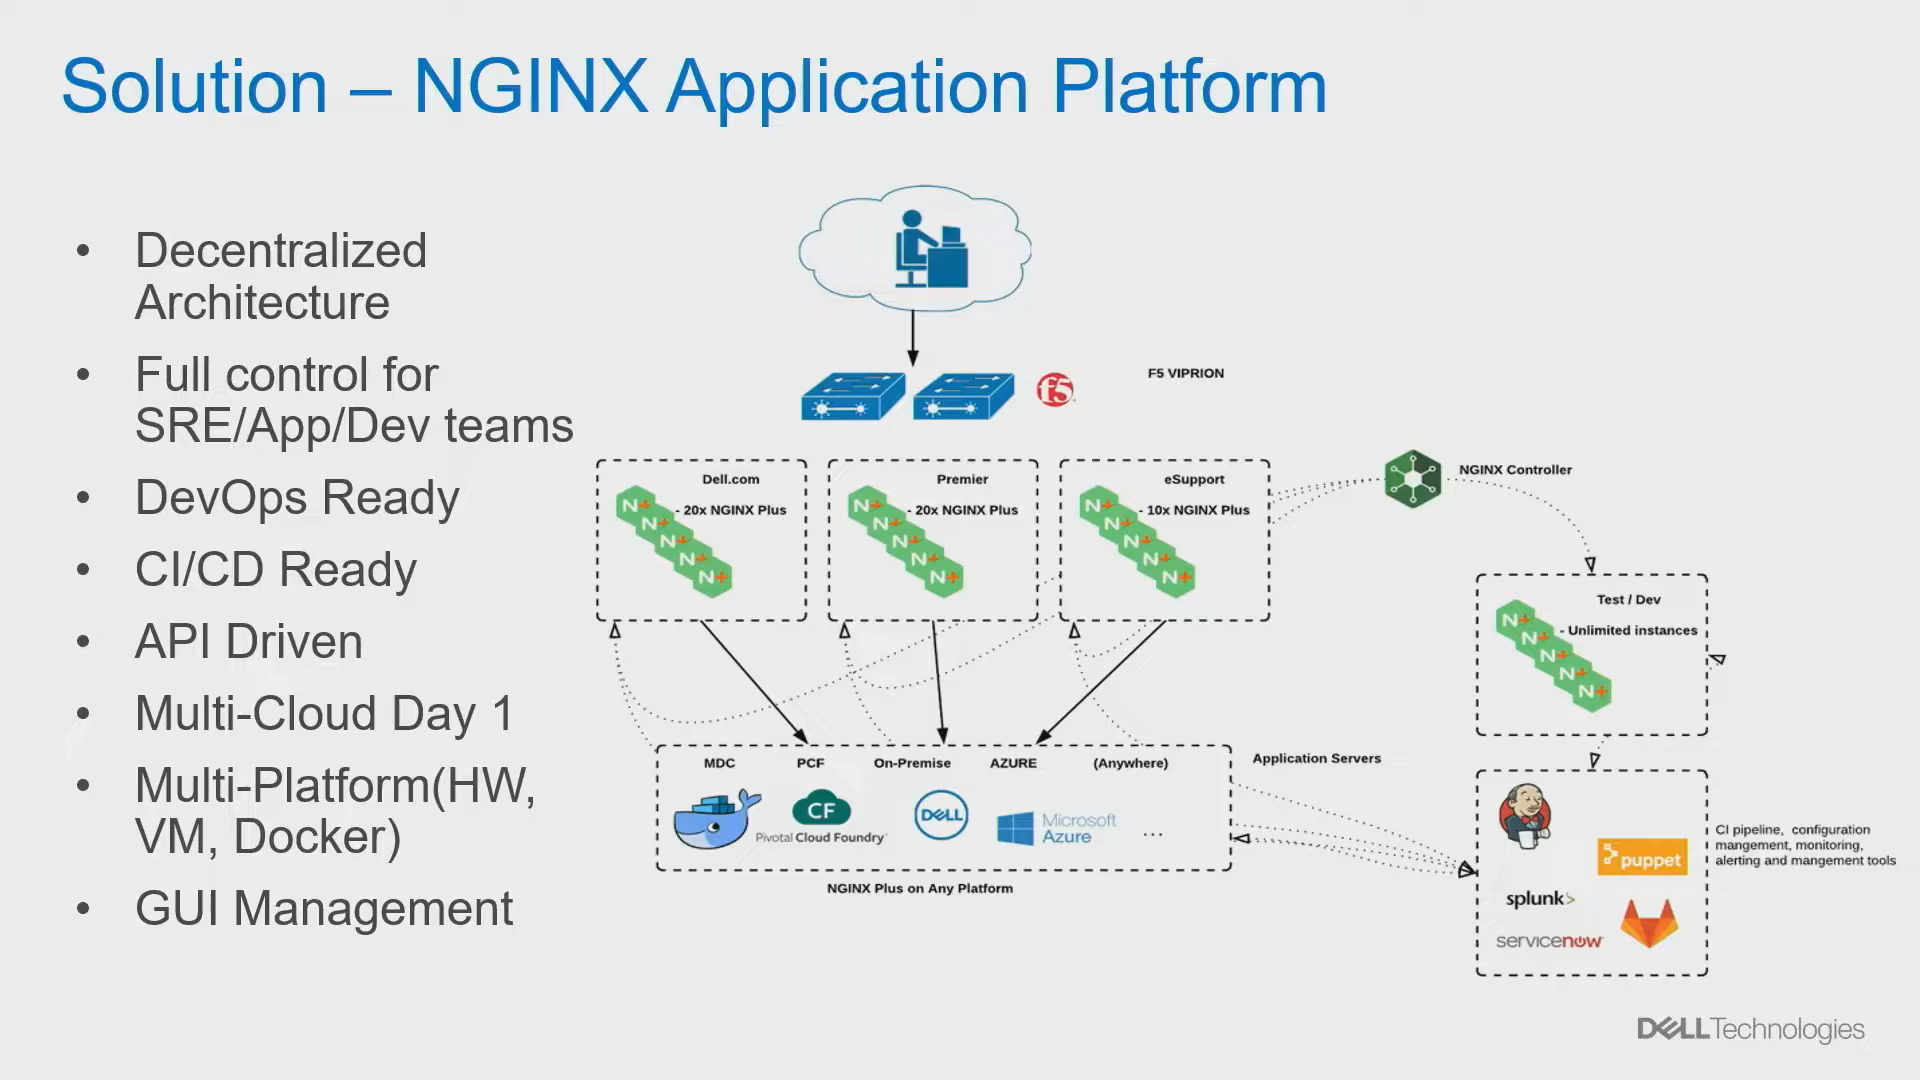 Solution – NGINX Application Platform
• Decentralized
Architecture
• Full control for
SRE/App/Dev teams
• DevOps Ready
• CI/CD Ready
• API Driven
• Multi-Cloud Day 1
• Multi-Platform(HW,
VM, Docker)
• GUI Management
f5
F5 VIPRION
Dell.com
- 20x NGINX Plus
N+
N+
N+
N+
N+
Premier
- 20x NGINX Plus
N+
N+
N+
N+
N+
eSupport
- 10x NGINX Plus
N+
N+
N+
N+
N+
NGINX Controller
Test / Dev
- Unlimited instances
N+
N+
N+
N+
N+
MDC
PCF
On-Premise
AZURE
(Anywhere)
Application Servers
CF
Pivotal Cloud Foundry
DELL
Microsoft
Azure
...
NGINX Plus on Any Platform
puppet
splunk>
servicenow
CI pipeline, configuration
mangement, monitoring,
alerting and mangement tools
DELLTechnologies